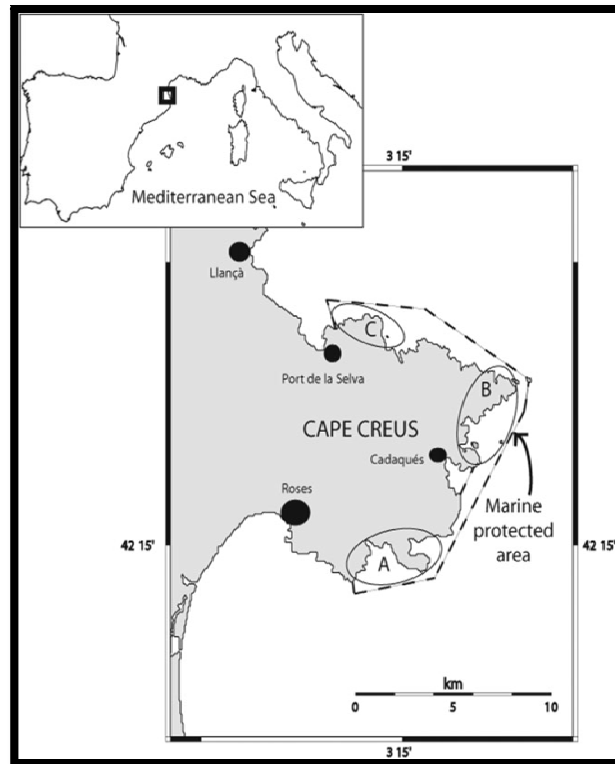 Mediterranean Sea
3 15'
Llançà
C
Port de la Selva
B
CAPE CREUS
Cadaqués
Roses
Marine
protected
area
A
42 15'
42 15'
km
0 5 10
3 15'